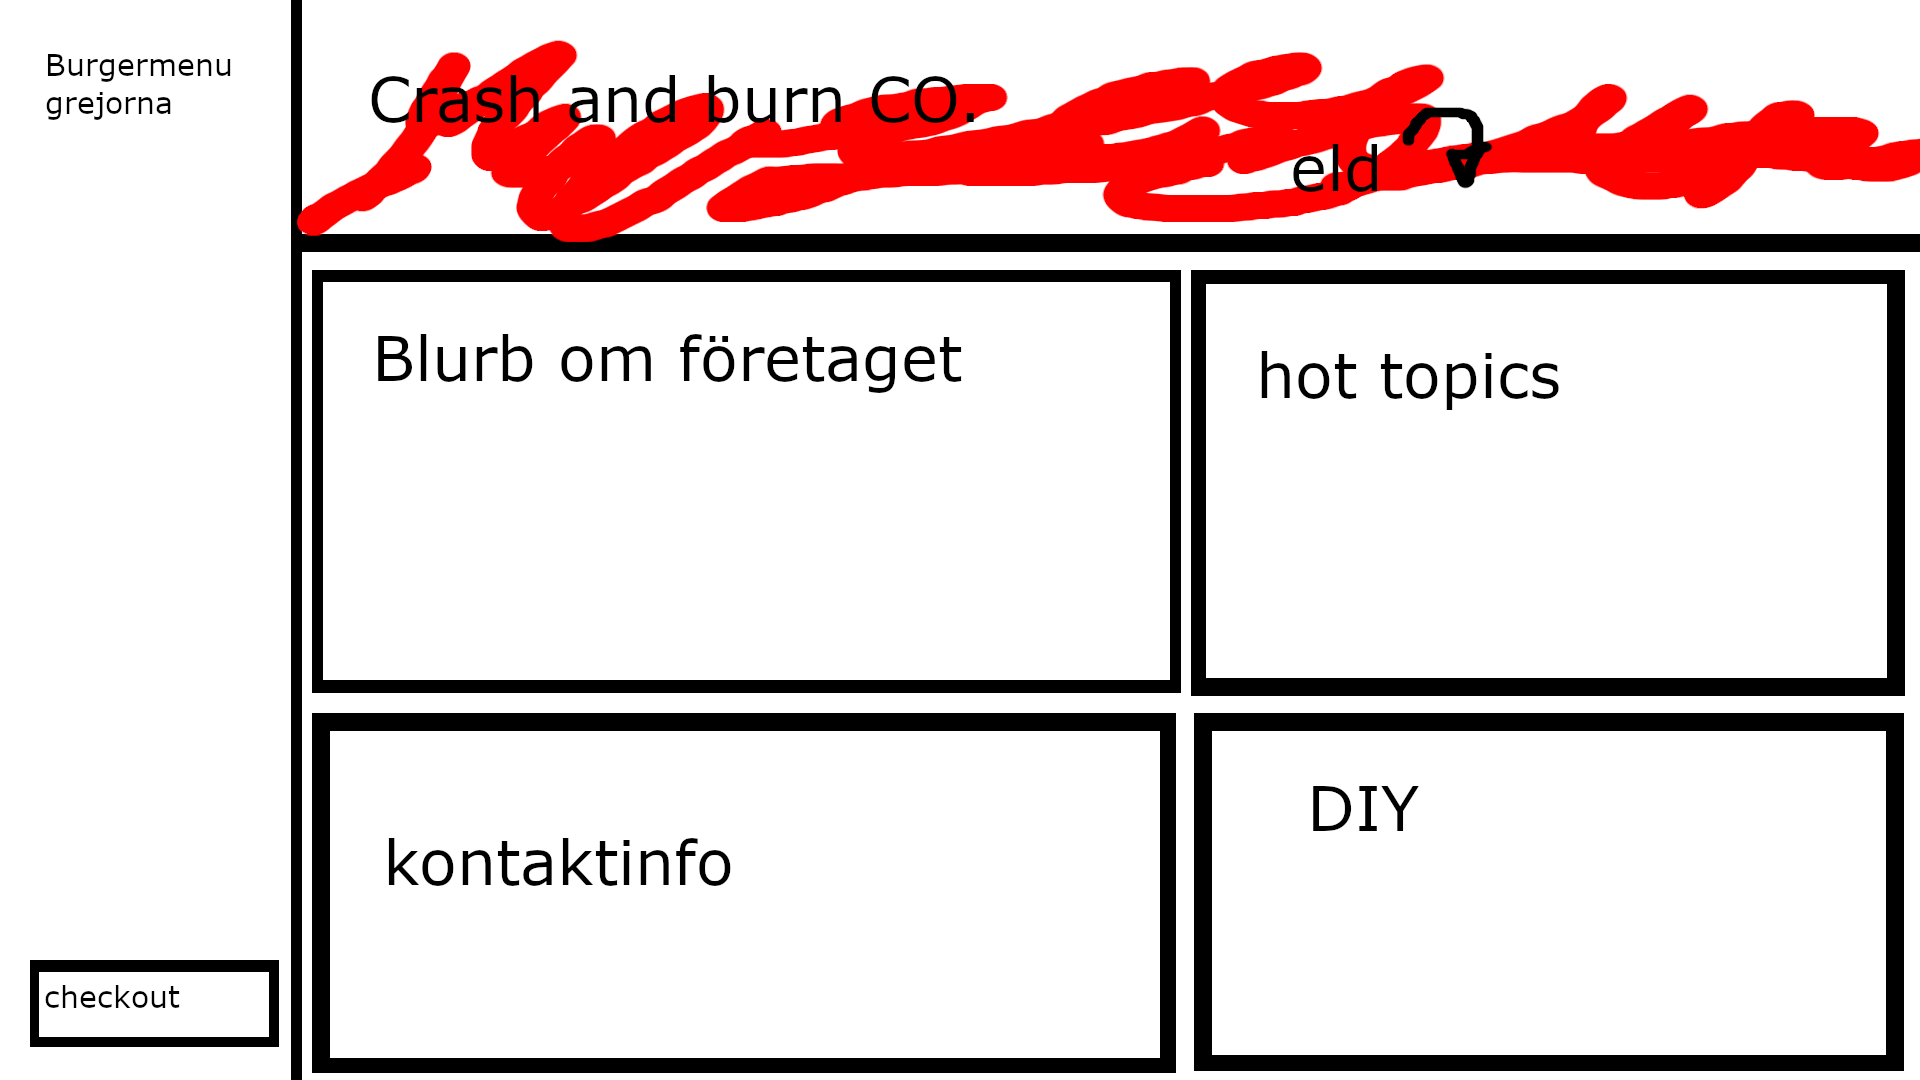 Burgermenu
grejorna
Crash and burn CO.
eld
Blurb om företaget
hot topics
kontaktinfo
DIY
checkout